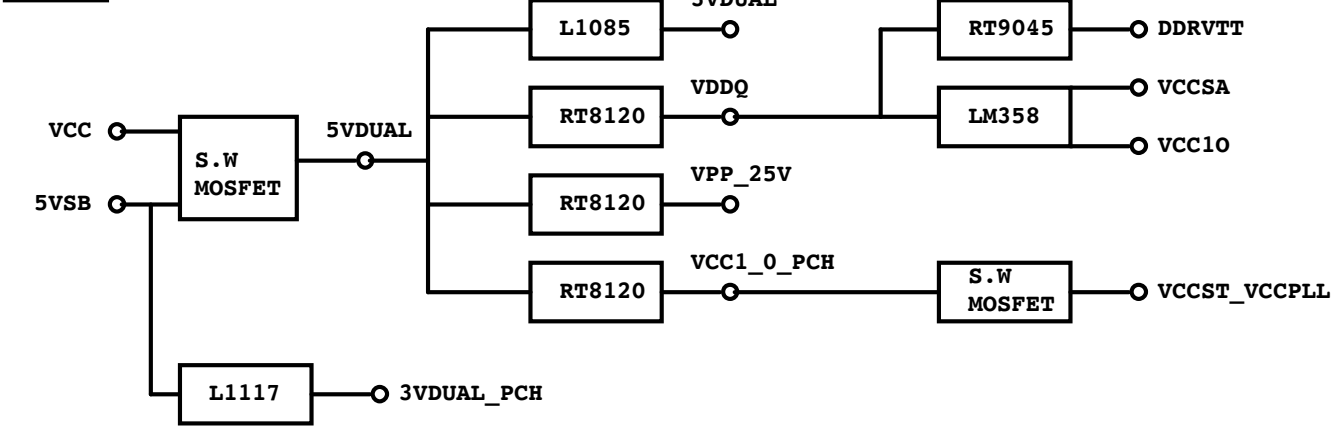 3VDUAL
L1085
RT9045
DDRVTT
VDDQ
VCCSA
RT8120
LM358
VCC
5VDUAL
S.W
MOSFET
VCC1O
VPP_25V
5VSB
RT8120
VCC1_0_PCH
RT8120
S.W
MOSFET
VCCST_VCCPLL
L1117
3VDUAL_PCH